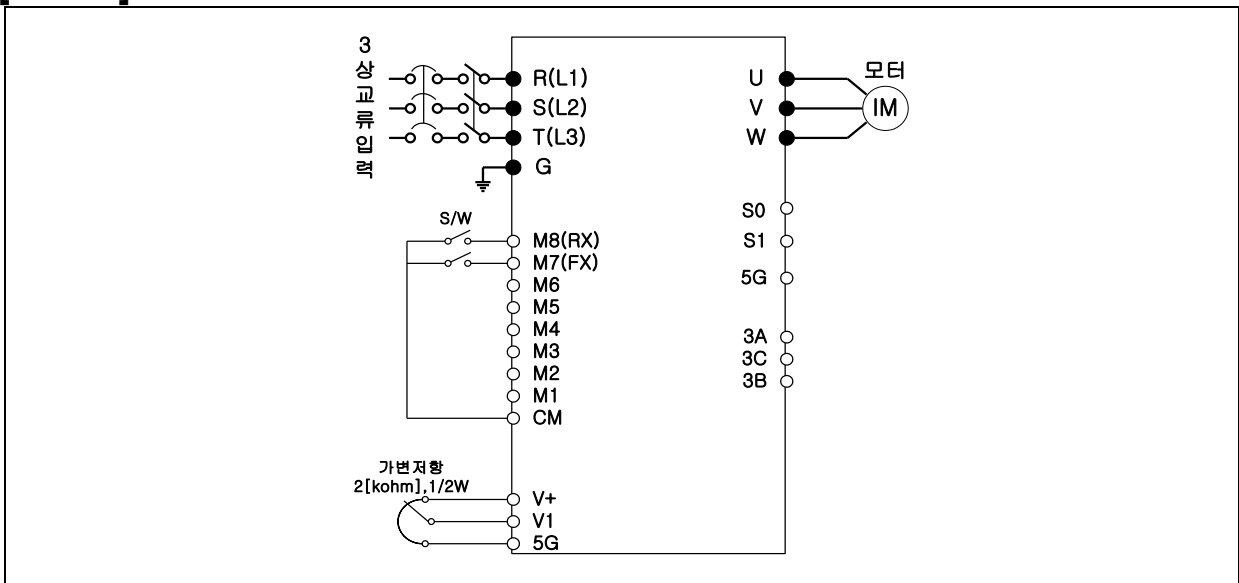 3상교류입력
R(L1)
S(L2)
T(L3)
G
U
V
W
모터
IM
S/W
M8(RX)
M7(FX)
M6
M5
M4
M3
M2
M1
CM
S0
S1
5G
3A
3C
3B
가변저항
2[kohm],1/2W
V+
V1
5G